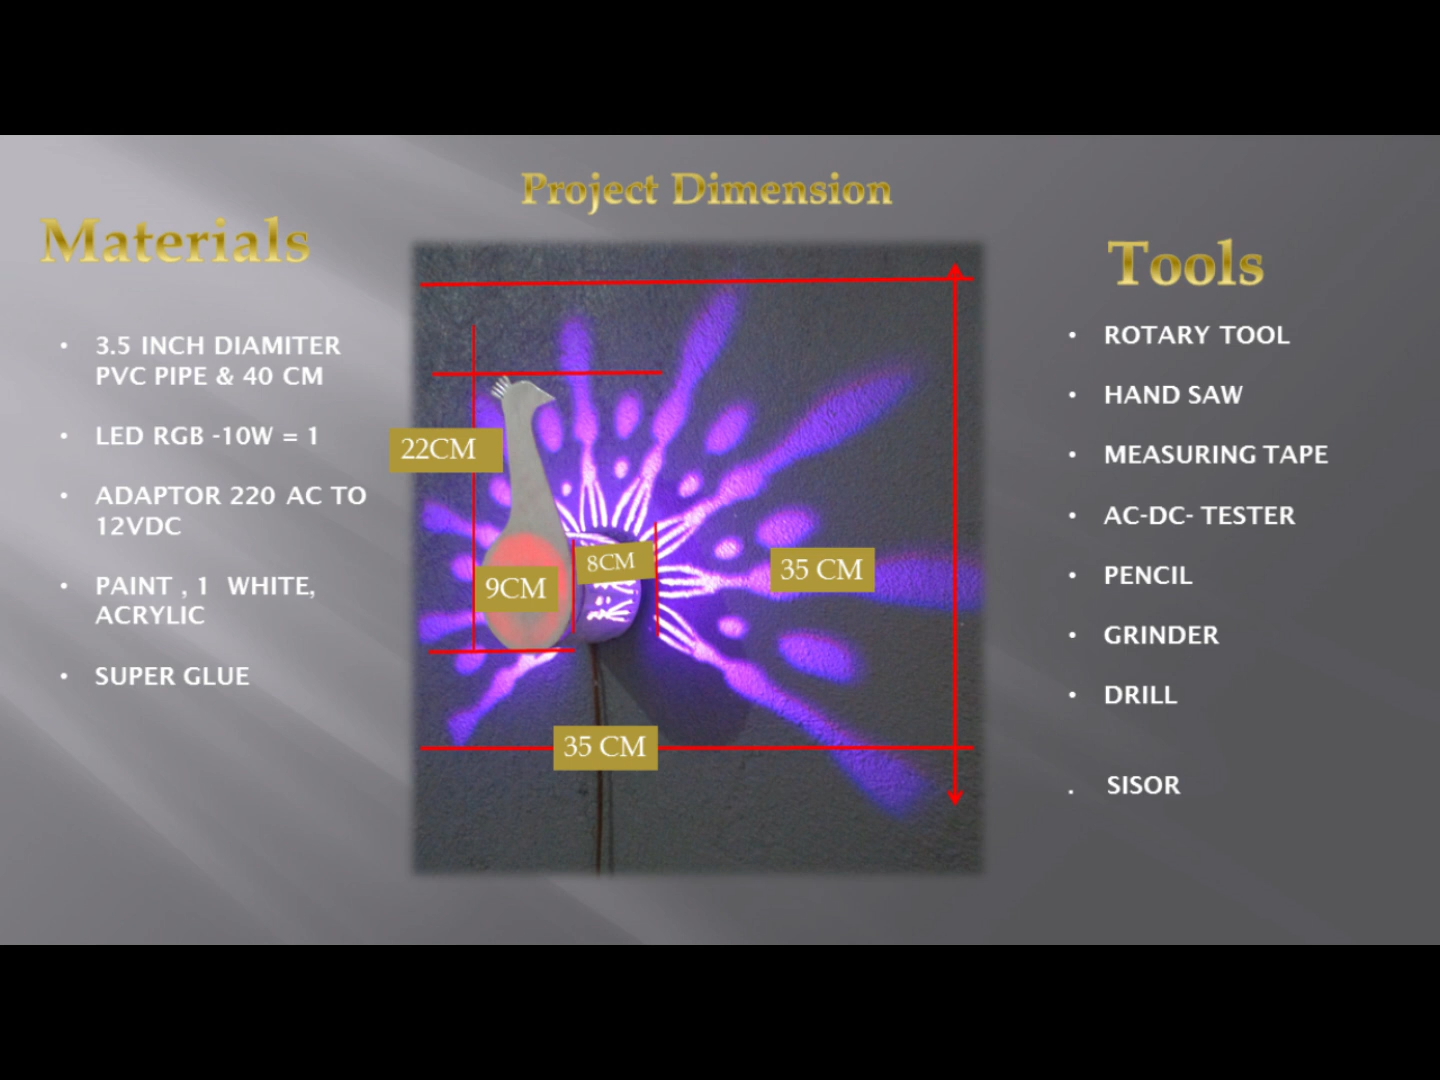 Project Dimension
Materials
3.5 INCH DIAMITER
PVC PIPE & 40 CM
LED RGB -10W = 1
ADAPTOR 220 AC TO
12VDC
PAINT , 1 WHITE,
ACRYLIC
SUPER GLUE
22CM
9CM
8CM
35 CM
35 CM
Tools
ROTARY TOOL
HAND SAW
MEASURING TAPE
AC-DC- TESTER
PENCIL
GRINDER
DRILL
. SISOR